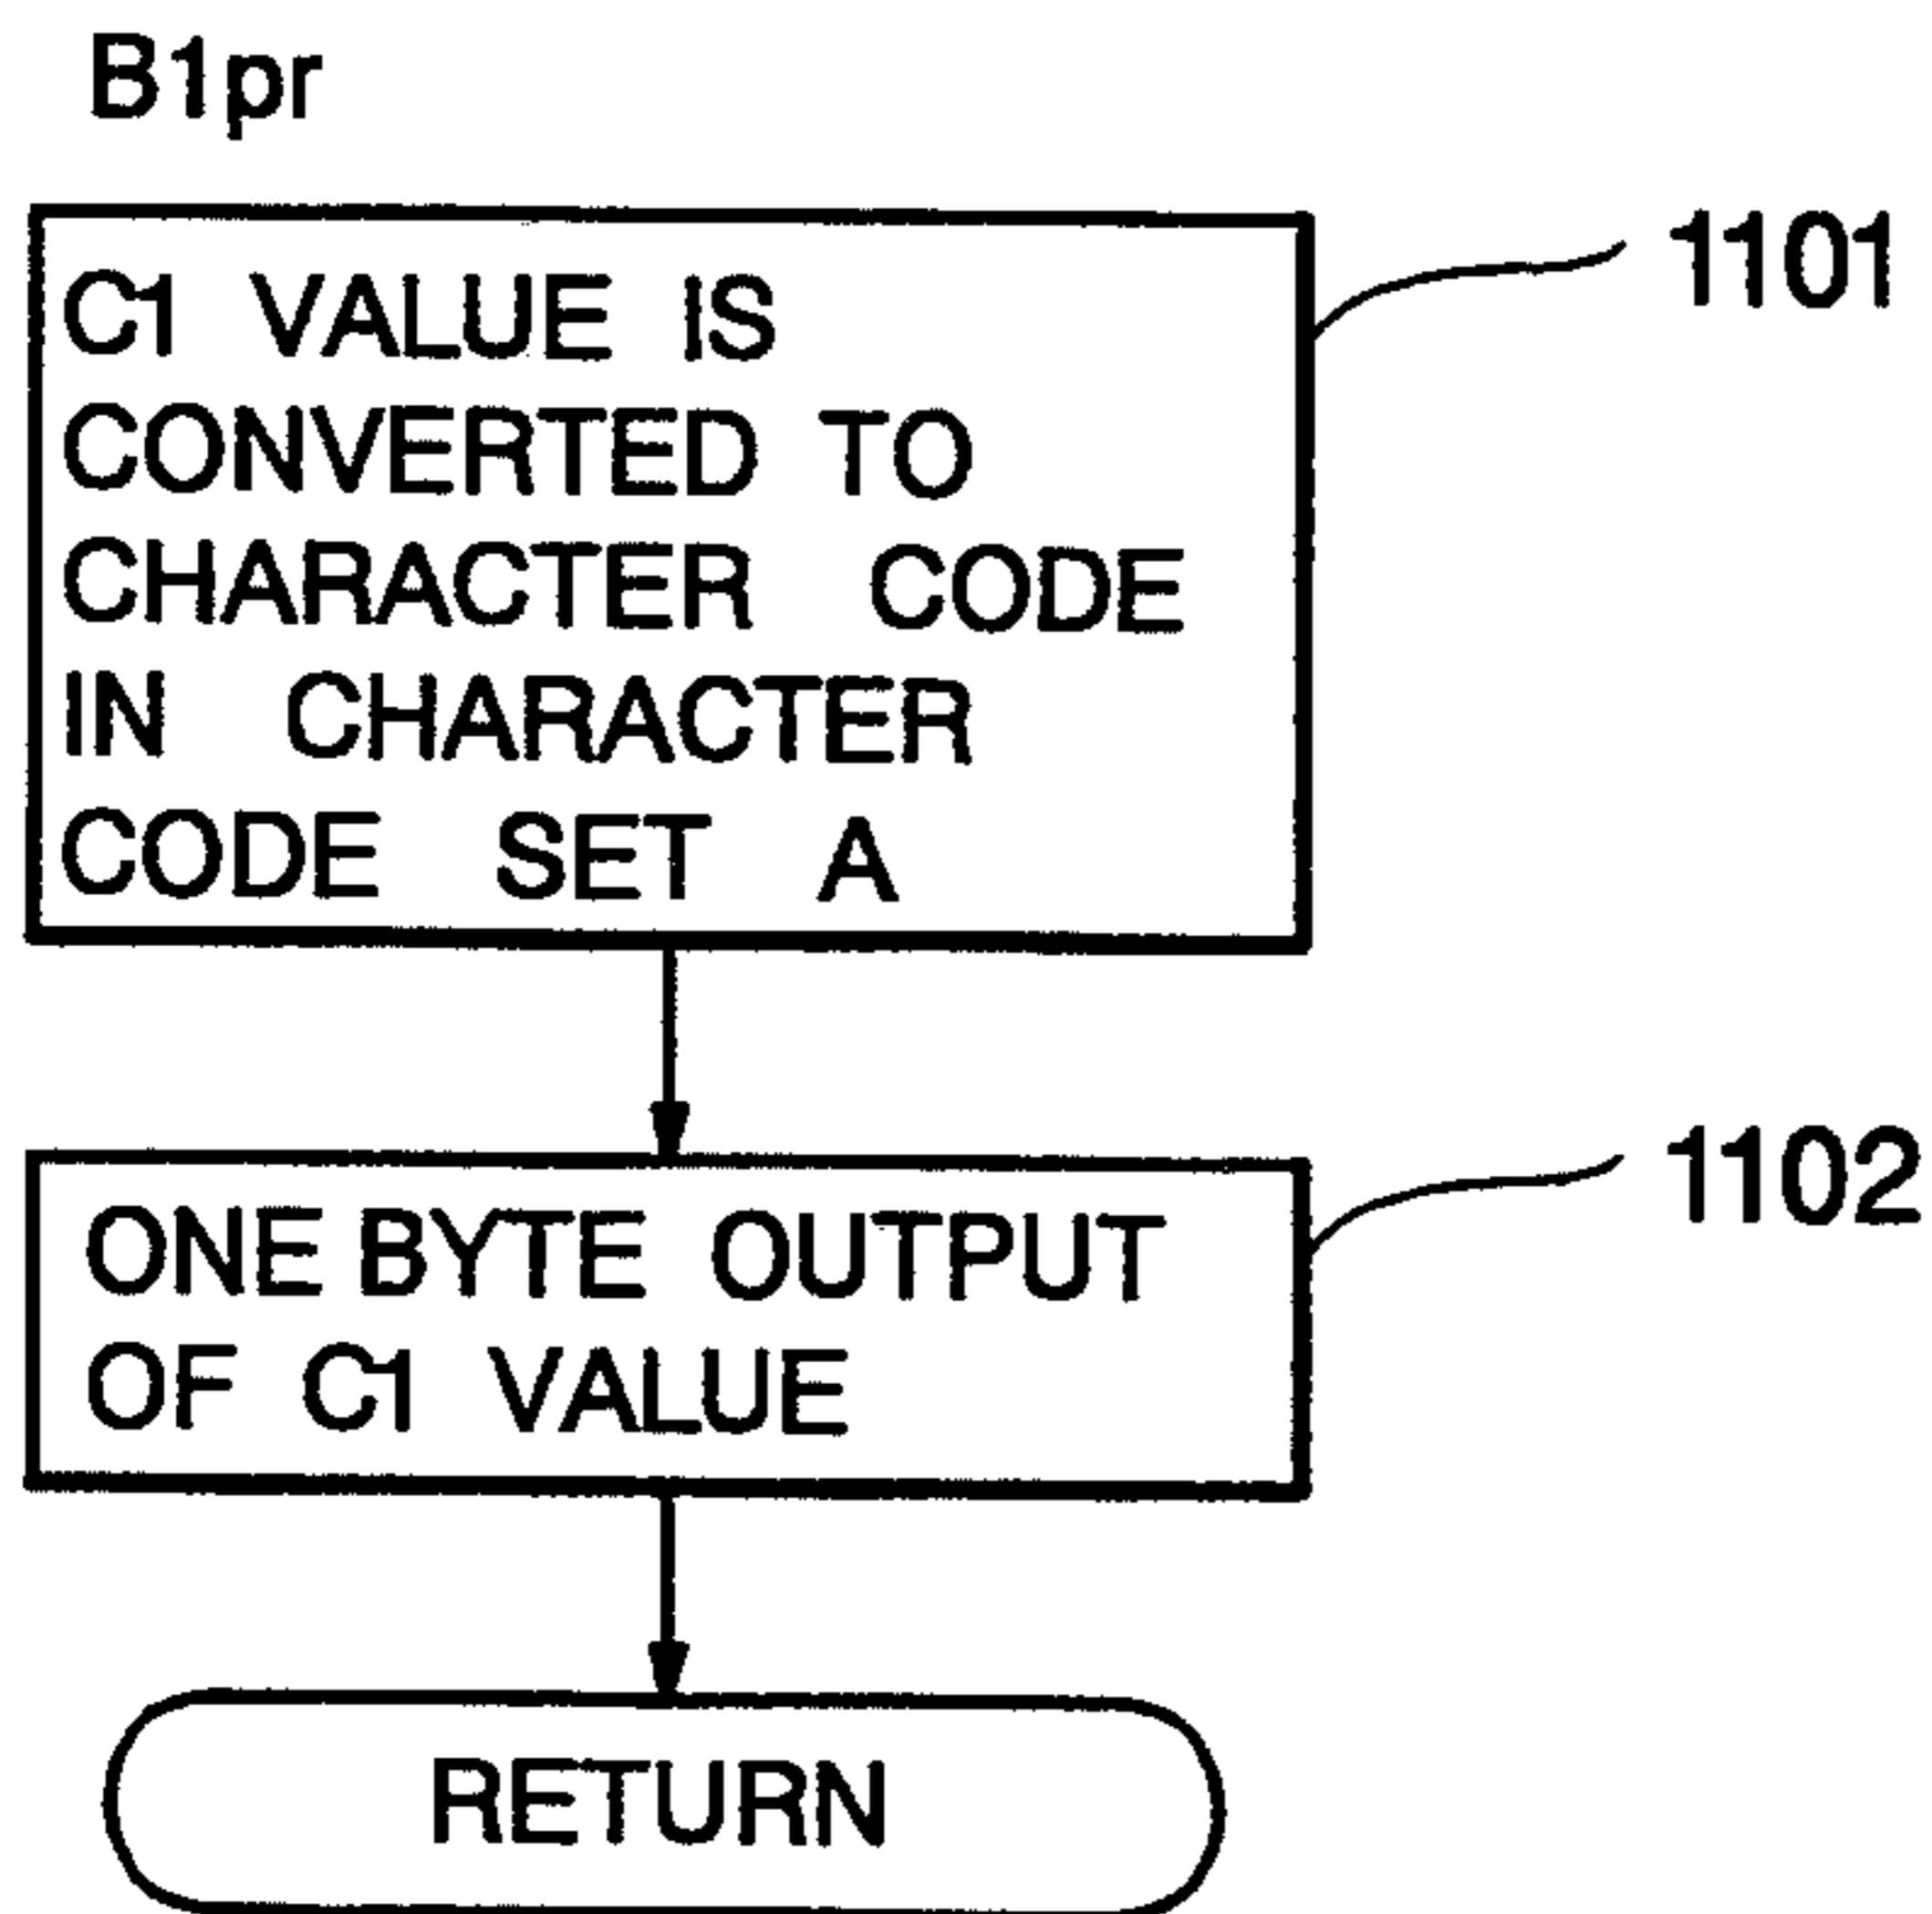 B1pr
C1 VALUE IS
CONVERTED TO
CHARACTER CODE
IN CHARACTER
CODE SET A
1101
ONE BYTE OUTPUT
OF C1 VALUE
1102
RETURN